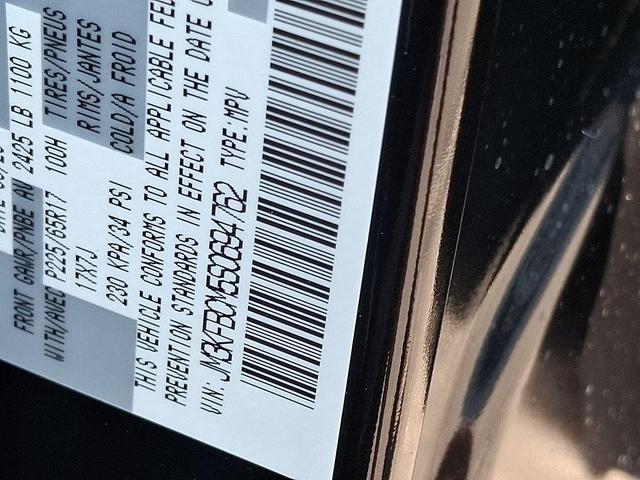 DATE
FRONT GAWR/PNBE AV 2425 LB 1100 KG
WITH/AVEC P225/65R17 100H TIRES/PNEUS
17X7J RIMS/JANTES
230 KPA/34 PSI COLD/A FROID
THIS VEHICLE CONFORMS TO ALL APPLICABLE FE
PREVENTION STANDARDS IN EFFECT ON THE DATE
VIN: JM3KFBCM5S0694762 TYPE:MPV